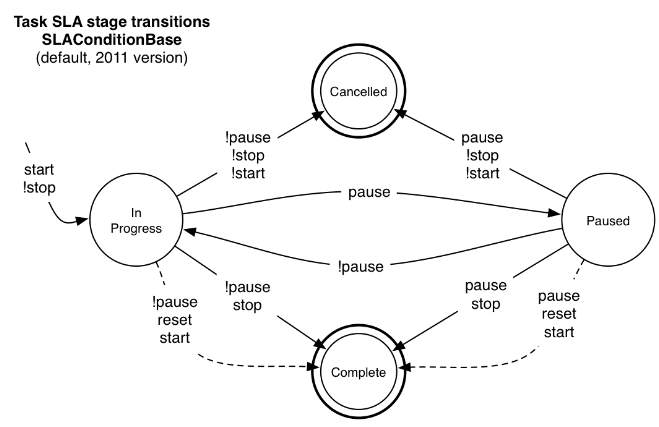 Task SLA stage transitions
SLAConditionBase
(default, 2011 version)
Cancelled
!pause
!stop
!start
pause
!stop
!start
start
!stop
pause
In
Progress
Paused
!pause
!pause
stop
pause
stop
!pause
reset
start
pause
reset
start
Complete